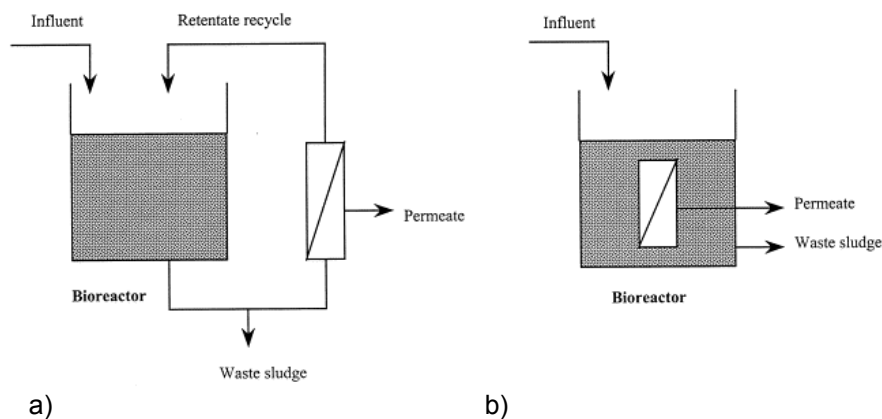 Influent
Retentate recycle
Permeate
Bioreactor
Waste sludge
a)
Influent
Permeate
Waste sludge
Bioreactor
b)